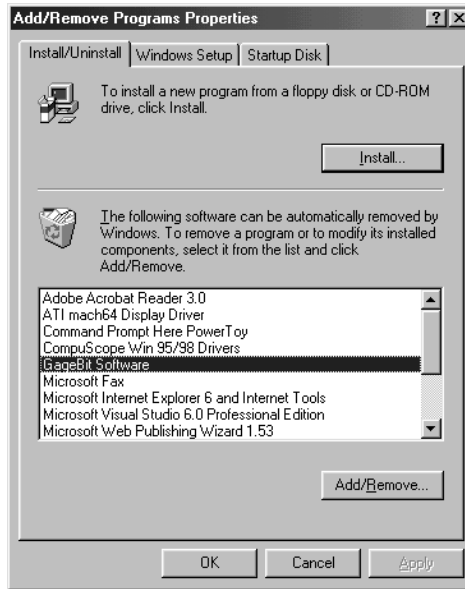 Add/Remove Programs Properties
Install/Uninstall Windows Setup Startup Disk
To install a new program from a floppy disk or CD-ROM
drive, click Install.
Install...
The following software can be automatically removed by
Windows. To remove a program or to modify its installed
components, select it from the list and click
Add/Remove.
Adobe Acrobat Reader 3.0
ATI mach64 Display Driver
Command Prompt Here PowerToy
CompuScope Win 95/98 Drivers
GageBit Software
Microsoft Fax
Microsoft Internet Explorer 6 and Internet Tools
Microsoft Visual Studio 6.0 Professional Edition
Microsoft Web Publishing Wizard 1.53
Add/Remove...
OK Cancel Apply